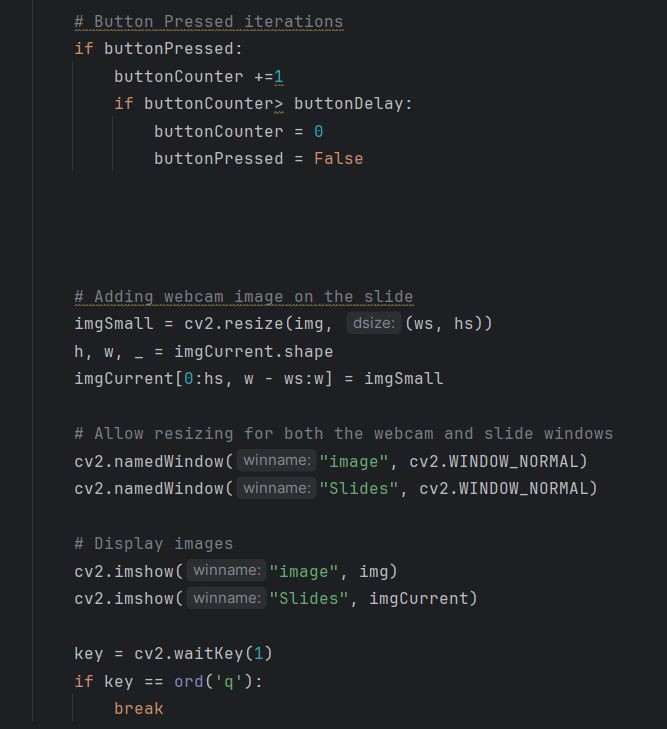 # Button Pressed iterations
if buttonPressed:
    buttonCounter +=1
    if buttonCounter> buttonDelay:
        buttonCounter = 0
        buttonPressed = False
# Adding webcam image on the slide
imgSmall = cv2.resize(img, dsize: (ws, hs))
h, w, _ = imgCurrent.shape
imgCurrent[0:hs, w - ws:w] = imgSmall
# Allow resizing for both the webcam and slide windows
cv2.namedWindow( winname: "image", cv2.WINDOW_NORMAL)
cv2.namedWindow( winname: "Slides", cv2.WINDOW_NORMAL)
# Display images
cv2.imshow( winname: "image", img)
cv2.imshow( winname: "Slides", imgCurrent)
key = cv2.waitKey(1)
if key == ord('q'):
    break